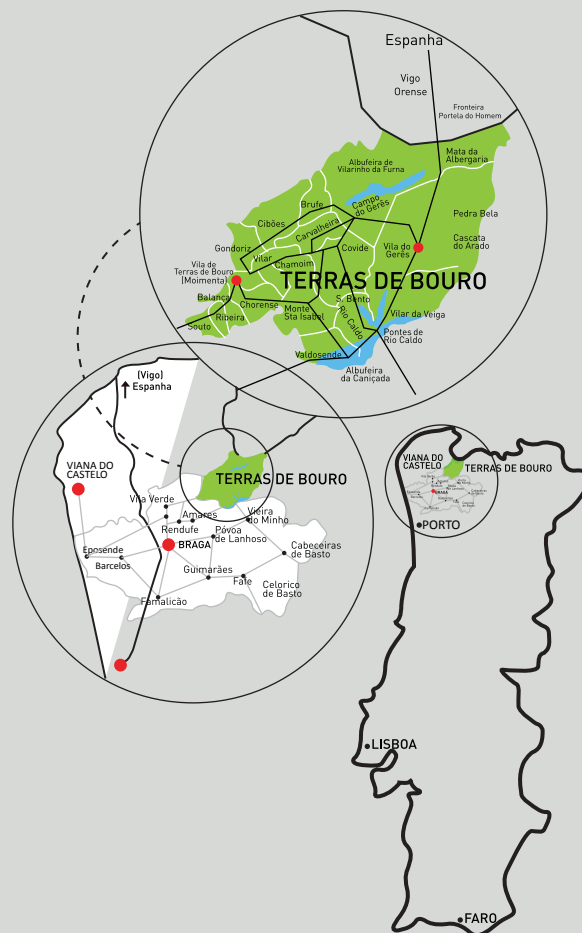 Espanha
Vigo
Orense
Fronteira
Portela do Homem
Mata da
Albergaria
Albufeira de
Vilarinho da Furna
Campo
do Gerês
Brufe
Carvalheira
Cibões
Pedra Bela
Cascata
do Arado
Gondoriz
Vilar
Covide
Vila do
Gerês
Chamoim
Vila de
Terras de Bouro
(Moimenta)
TERRAS DE BOURO
Balança
Chorense
Ribeira
Souto
Monte
Sta Isabel
S. Bento
Rio Caldo
Vilar da Veiga
Pontes de
Rio Caldo
Valdosende
Albufeira
da Caniçada
(Vigo)
Espanha
VIANA DO
CASTELO
TERRAS DE BOURO
Vila Verde
Amares
Rendufe
Vieira
do Minho
Póvoa
de Lanhoso
BRAGA
Eposende
Barcelos
Cabeceiras
de Basto
Guimarães
Fafe
Celorico
de Basto
Famalicão
VIANA DO
CASTELO
TERRAS DE BOURO
BRAGA
PORTO
LISBOA
FARO